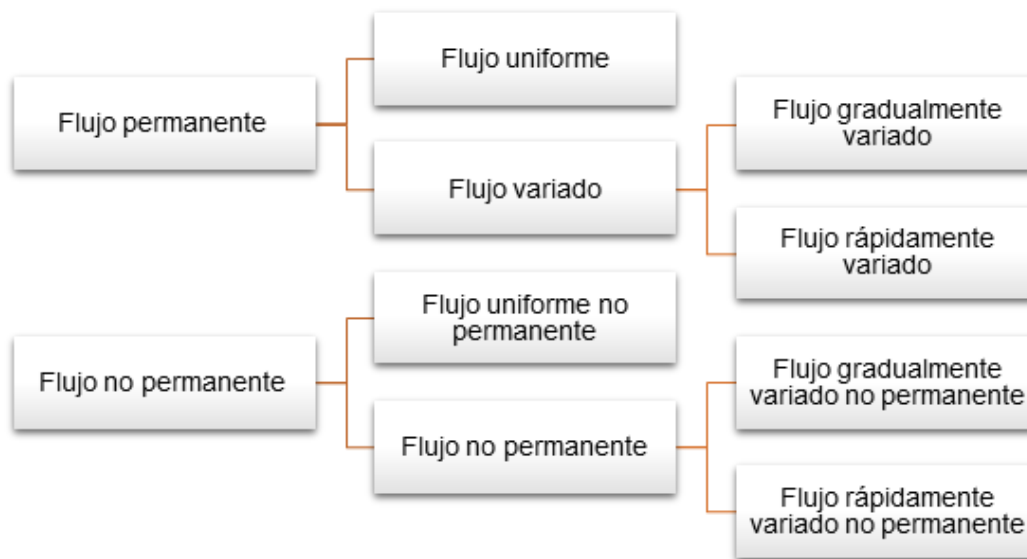 Flujo permanente
Flujo uniforme
Flujo variado
Flujo gradualmente
variado
Flujo rápidamente
variado
Flujo no permanente
Flujo uniforme no
permanente
Flujo no permanente
Flujo gradualmente
variado no permanente
Flujo rápidamente
variado no permanente